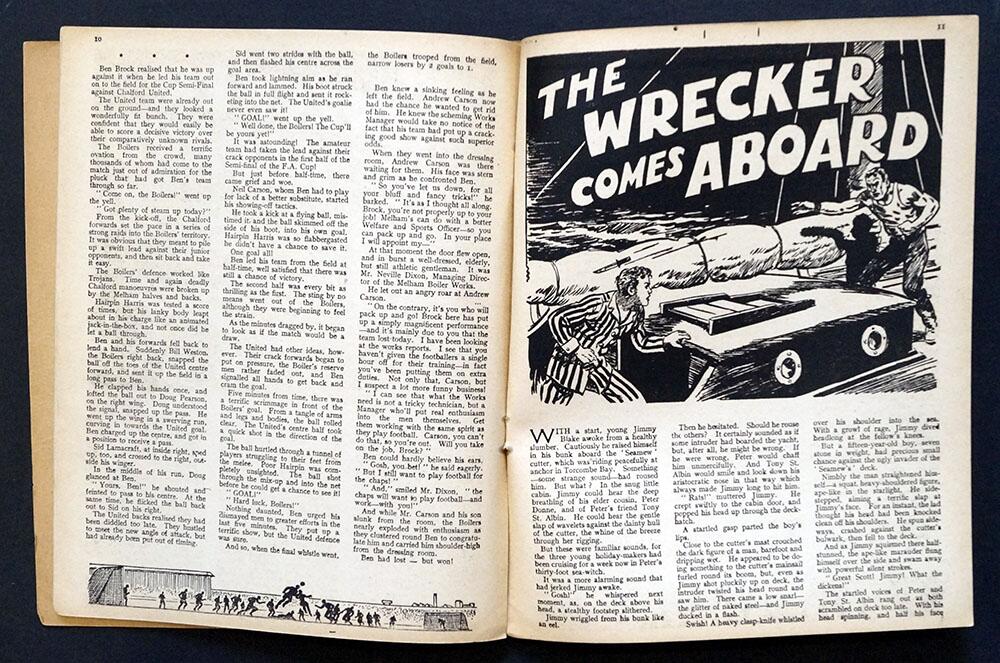 10
* * *
Ben Brock realised that he was up
against it when he led his team out
on to the field for the Cup Semi-Final
against Chalford United.
The United team were already out
on the ground—and they looked a
wonderfully fit bunch. They were
confident that they would easily be
able to score a decisive victory over
their comparatively unknown rivals.
The Boilers received a terrific
ovation from the crowd, many
thousands of whom had come to the
match just out of admiration for the
pluck that had got Ben's team
through so far.
"Come on, the Boilers!" went up
the yell.
"Got plenty of steam up today?"
From the kick-off, the Chalford
forwards set the pace in a series of
strong raids into the Boilers' territory.
It was obvious that they meant to pile
up a swift lead against their junior
opponents, and then sit back and take
it easy.
The Boilers' defence worked like
Trojans. Time and again deadly
Chalford manoeuvres were broken up
by the Melham halves and backs.
Hairpin Harris was tested a score
of times, but his lanky body leapt
about in his charge like an animated
jack-in-the-box, and not once did he
let a ball through.
Ben and his forwards fell back to
lend a hand. Suddenly Bill Weston,
the Boilers right back, snapped the
ball off the toes of the United centre
forward, and sent it up the field in a
long pass to Ben.
He clapped his hands once, and
lofted the ball out to Doug Pearson,
on the right wing. Doug understood
the signal, snapped up the pass. He
went up the wing in a swerving run,
curving in towards the United goal.
Ben charged up the centre, and got in
a position to receive a pass.
Sid Lamacraft, at inside right, sped
up, too, and crossed to the right, out-
side his winger.
In the middle of his run, Doug
glanced at Ben.
"Yours, Ben!" he shouted and
feinted to pass to his centre. At the
same time, he flicked the ball back
out to Sid on the right.
The United backs realised they had
been diddled too late. They hustled
to meet the new angle of attack, but
had already been put out of timing.
Sid went two strides with the ball,
and then flashed his centre across the
goal area.
Ben took lightning aim as he ran
forward and lammed. His boot struck
the ball in full flight and sent it rock-
eting into the net. The United's goalie
never even saw it!
"GOAL!" went up the yell.
"Well done, the Boilers! The Cup'll
be yours yet!"
It was astounding! The amateur
team had taken the lead against their
crack opponents in the first half of the
Semi-final of the F.A. Cup!
But just before half-time, there
came grief and woe.
Neil Carson, whom Ben had to play
for lack of a better substitute, started
his showing-off tactics.
He took a kick at a flying ball, mis-
timed it, and the ball skimmed off the
side of his boot, into his own goal.
Hairpin Harris was so flabbergasted
he didn't have a chance to save it.
One goal all!
Ben led his team from the field at
half-time, well satisfied that there was
still a chance of victory.
The second half was every bit as
thrilling as the first. The sting by no
means went out of the Boilers,
although they were beginning to feel
the strain.
As the minutes dragged by, it began
to look as if the match would be a
draw.
The United had other ideas, how-
ever. Their crack forwards began to
put on pressure, the Boiler's reserve
men rather faded out, and Ben
signalled all hands to get back and
cram the goal.
Five minutes from time, there was
a terrific scrimmage in front of the
Boilers' goal. From a tangle of arms
and legs and bodies, the ball rolled
clear. The United's centre half took
a quick shot in the direction of the
goal.
The ball hurtled through a tunnel of
players struggling to their feet from
the melee. Poor Hairpin was com-
pletely unsighted. The ball shot
through the mix-up and into the net
before he could get a chance to see it!
"GOAL!"
"Hard luck, Boilers!"
Nothing daunted, Ben urged his
dismayed men to greater efforts in the
last five minutes. They put up a
great show, but the United defence
was sure.
And so, when the final whistle went,
the Boilers trooped from the field,
narrow losers by 2 goals to 1.
Ben knew a sinking feeling as he
left the field. Andrew Carson now
had the chance he wanted to get rid
of him. He knew the scheming Works
Manager would take no notice of the
fact that his team had put up a crack-
ing good show against such superior
odds.
When they went into the dressing
room, Andrew Carson was there
waiting for them. His face was stern
and grim as he confronted Ben.
"So you've let us down, for all
your bluff and fancy tricks!" he
barked. "It's as I thought all along,
Brock, you're not properly up to your
job! Melham's can do with a better
Welfare and Sports Officer—so you
can pack up and go. In your place
I will appoint my—"
At that moment the door flew open,
and in burst a well-dressed, elderly,
but still athletic gentleman. It was
Mr. Neville Dixon, Managing Direc-
tor of the Melham Boiler Works.
He let out an angry roar at Andrew
Carson.
"On the contrary, it's you who will
pack up and go! Brock here has put
up a simply magnificent performance
—and it's mainly due to you that the
team lost today. I have been looking
at the works reports. I see that you
haven't given the footballers a single
hour off for their training—in fact
you've been putting them on extra
duties. Not only that, Carson, but
I suspect a lot more funny business!
"I can see that what the Works
need is not a tricky technician, but a
Manager who'll put real enthusiasm
into the men themselves. Get
them working with the same spirit as
they play football. Carson, you can't
do that, so you're out. Will you take
on the job, Brock?"
Ben could hardly believe his ears.
"Gosh, you bet!" he said eagerly.
"But I still want to play football for
the chaps!"
"And," smiled Mr. Dixon, "the
chaps will want to play football—and
work—with you!"
And while Mr. Carson and his son
slunk from the room, the Boilers
nearly exploded with enthusiasm as
they clustered round Ben to congratu-
late him and carried him shoulder-high
from the dressing room.
Ben had lost — but won!
11
THE
WRECKER
COMES ABOARD
WITH a start, young Jimmy
Blake awoke from a healthy
slumber. Cautiously he raised himself
in his bunk aboard the 'Seamew'
cutter, which was riding peacefully at
anchor in Torcombe Bay. Something
—some strange sound—had roused
him. But what? In the snug little
cabin, Jimmy could hear the deep
breathing of his elder cousin, Peter
Donne, and of Peter's friend Tony
St. Albin. He could hear the gentle
slap of wavelets against the dainty hull
of the cutter, the whine of the breeze
through her rigging.
But these were familiar sounds, for
the three young holiday-makers had
been cruising for a week now in Peter's
thirty-foot sea-witch.
It was a more alarming sound that
had jerked Jimmy awake.
"Gosh!" he whispered next
moment, as, on the deck above his
head, a stealthy footstep slithered.
Jimmy wriggled from his bunk like
an eel.
Then he hesitated. Should he rouse
the others? It certainly sounded as if
some intruder had boarded the yacht,
but, after all, he might be wrong. If
he were wrong, Peter would chaff
him unmercifully. And Tony St.
Albin would smile and look down his
aristocratic nose in that way which
always made Jimmy long to hit him.
"Rats!" muttered Jimmy. He
crept swiftly to the cabin door, and
popped his head up through the deck-
hatch.
A startled gasp parted the boy's
lips.
Close to the cutter's mast crouched
the dark figure of a man, barefoot and
dripping wet. He appeared to be do-
ing something to the cutter's mainsail
furled round its boom, but, even as
Jimmy shot pluckily up on deck, the
intruder twisted his head round and
saw him. There came a low snarl—
the glitter of naked steel—and Jimmy
ducked in a flash.
Swish! A heavy clasp-knife whistled
over his shoulder into the sea.
With a growl of rage, Jimmy dived
headlong at the fellow's knees.
But a fifteen-year-old boy, seven
stone in weight, had precious small
chance against the ugly invader of the
'Seamew's' deck.
Nimbly the man straightened him-
self—a squat, heavy-shouldered figure,
ape-like in the starlight. He side-
stepped, aiming a terrific slap at
Jimmy's face. For an instant, the lad
thought his head had been knocked
clean off his shoulders. He spun side-
ways, crashed against the cutter's
bulwark, then fell to the deck.
And as Jimmy squirmed there half-
stunned, the ape-like marauder flung
himself over the side and swam away
with powerful silent strokes.
"Great Scott! Jimmy! What the
dickens!"
The startled voices of Peter and
Tony St. Albin rang out as both
scrambled on deck too late. With his
head spinning, and half his face